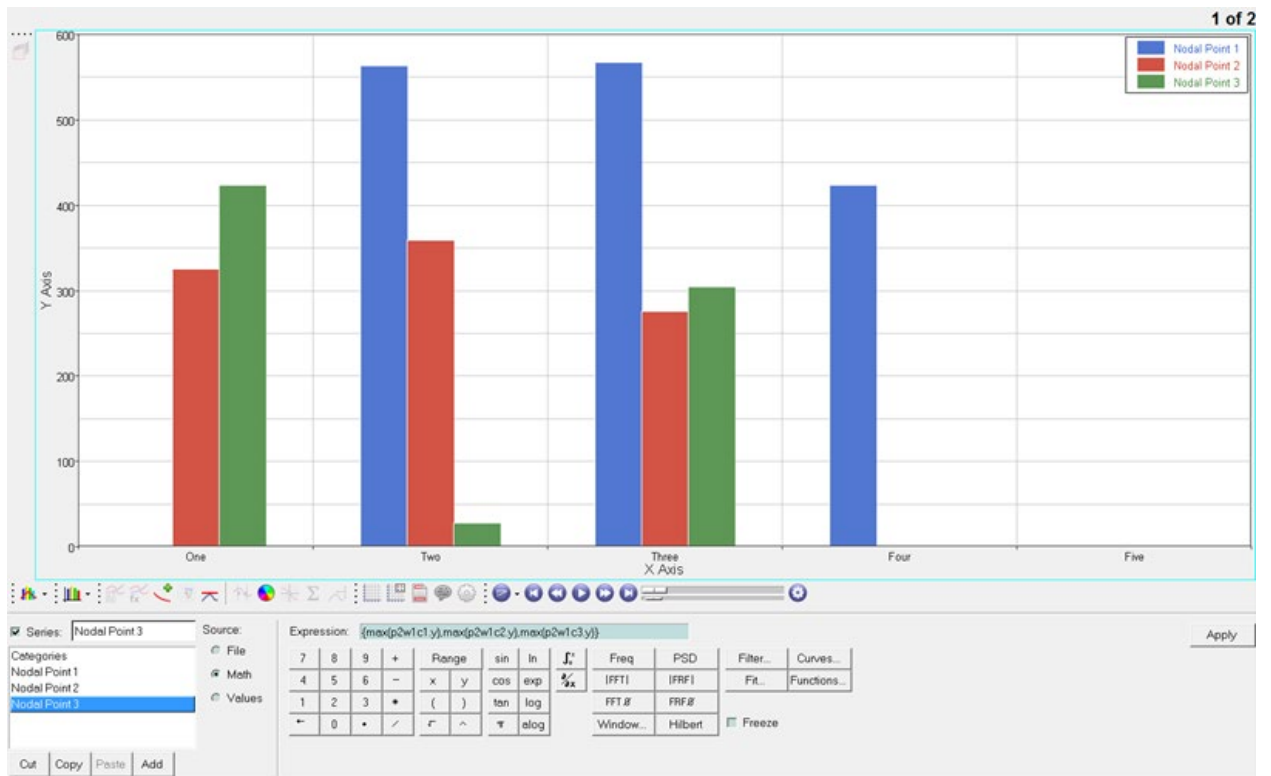 1 of 2
Nodal Point 1
Nodal Point 2
Nodal Point 3
600
500
400
300
200
100
0
Y Axis
One Two Three Four Five
X Axis
Series: Nodal Point 3
Categories
Nodal Point 1
Nodal Point 2
Nodal Point 3
Cut Copy Paste Add
Source:
File
Math
Values
Expression: {max(p2w1c1.y),max(p2w1c2.y),max(p2w1c3.y)}
7 8 9 + Range sin ln Freq PSD Filter... Curves...
4 5 6 − x y cos exp |FFT| |FRF| Fit... Functions...
1 2 3 * ( ) tan log FFT Ø FRF Ø
0 . / ^ π alog Window... Hilbert Freeze
Apply